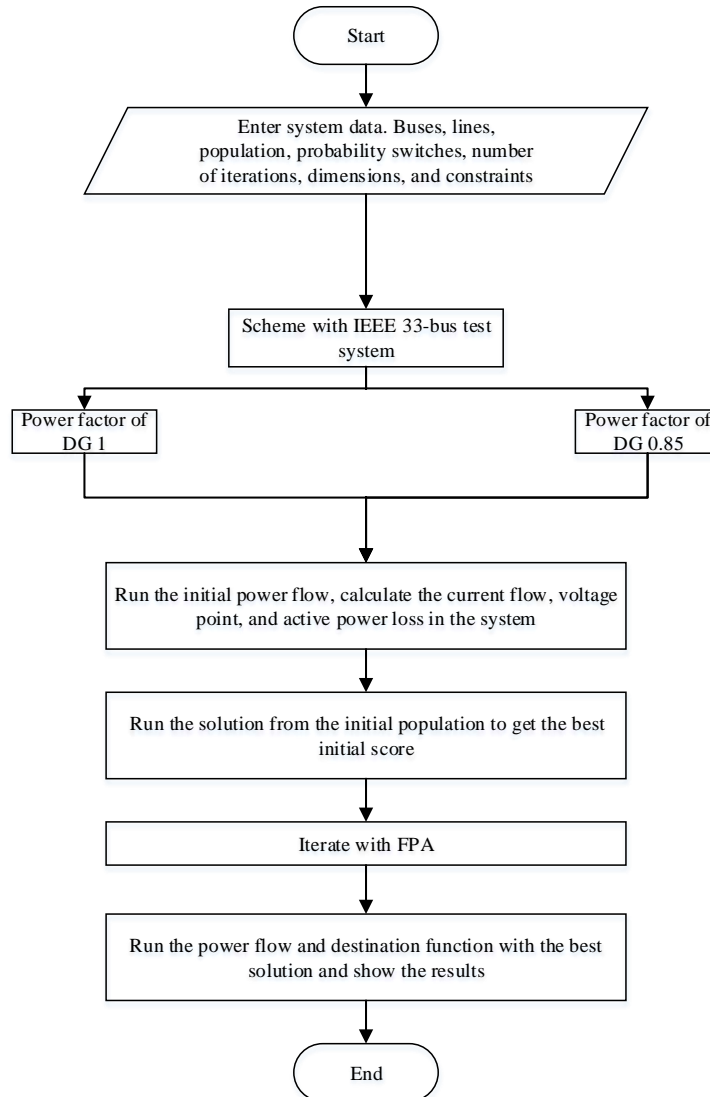 Start
Enter system data. Buses, lines,
population, probability switches, number
of iterations, dimensions, and constraints
Scheme with IEEE 33-bus test
system
Power factor of
DG 1
Power factor of
DG 0.85
Run the initial power flow, calculate the current flow, voltage
point, and active power loss in the system
Run the solution from the initial population to get the best
initial score
Iterate with FPA
Run the power flow and destination function with the best
solution and show the results
End